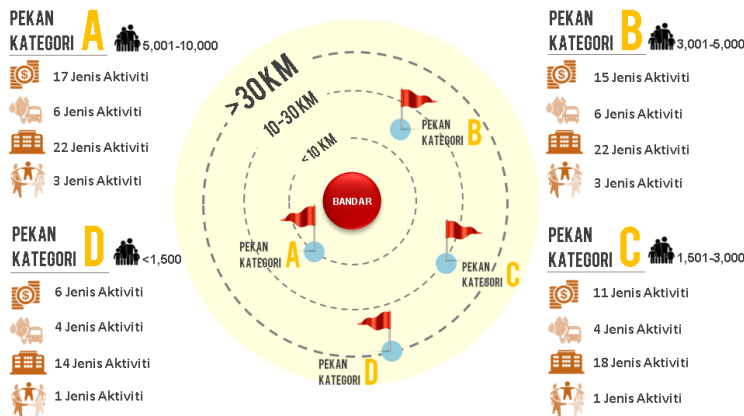 PEKAN
KATEGORI A
5,001-10,000
17 Jenis Aktiviti
6 Jenis Aktiviti
22 Jenis Aktiviti
3 Jenis Aktiviti
PEKAN
KATEGORI D
<1,500
6 Jenis Aktiviti
4 Jenis Aktiviti
14 Jenis Aktiviti
1 Jenis Aktiviti
>30KM
10-30 KM
<10 KM
BANDAR
PEKAN
KATEGORI B
PEKAN
KATEGORI A
PEKAN
KATEGORI C
PEKAN
KATEGORI D
PEKAN
KATEGORI B
3,001-5,000
15 Jenis Aktiviti
6 Jenis Aktiviti
22 Jenis Aktiviti
3 Jenis Aktiviti
PEKAN
KATEGORI C
1,501-3,000
11 Jenis Aktiviti
4 Jenis Aktiviti
18 Jenis Aktiviti
1 Jenis Aktiviti